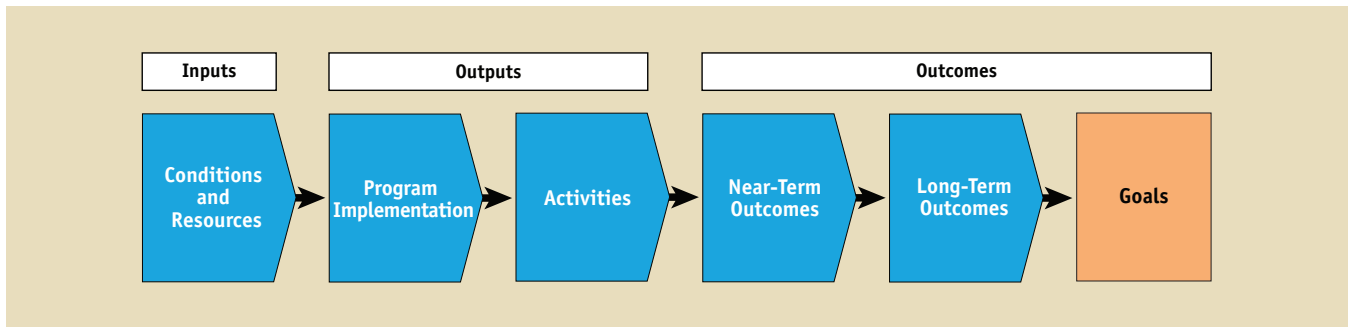 Inputs
Outputs
Outcomes
Conditions
and
Resources
Program
Implementation
Activities
Near-Term
Outcomes
Long-Term
Outcomes
Goals